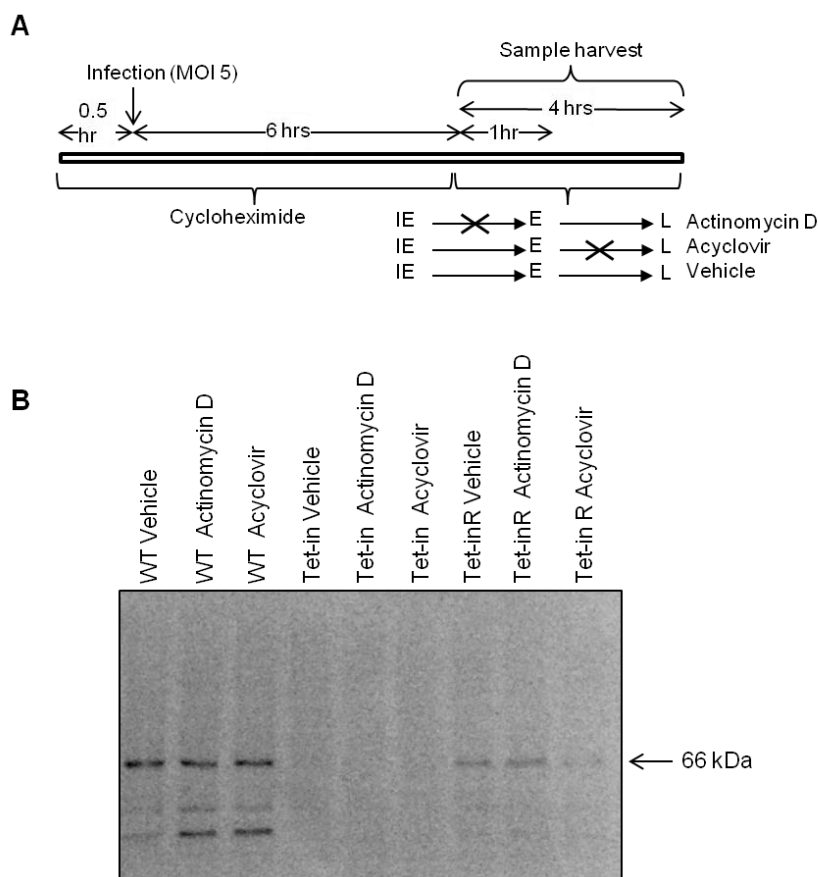 A
Sample harvest
Infection (MOI 5)
0.5
hr
6 hrs
4 hrs
1hr
Cycloheximide
IE E L Actinomycin D
IE E L Acyclovir
IE E L Vehicle
B
WT Vehicle
WT Actinomycin D
WT Acyclovir
Tet-in Vehicle
Tet-in Actinomycin D
Tet-in Acyclovir
Tet-inR Vehicle
Tet-inR Actinomycin D
Tet-in R Acyclovir
66 kDa